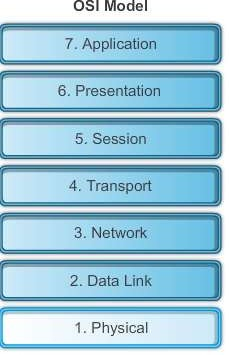 OSI Model
7. Application
6. Presentation
5. Session
4. Transport
3. Network
2. Data Link
1. Physical